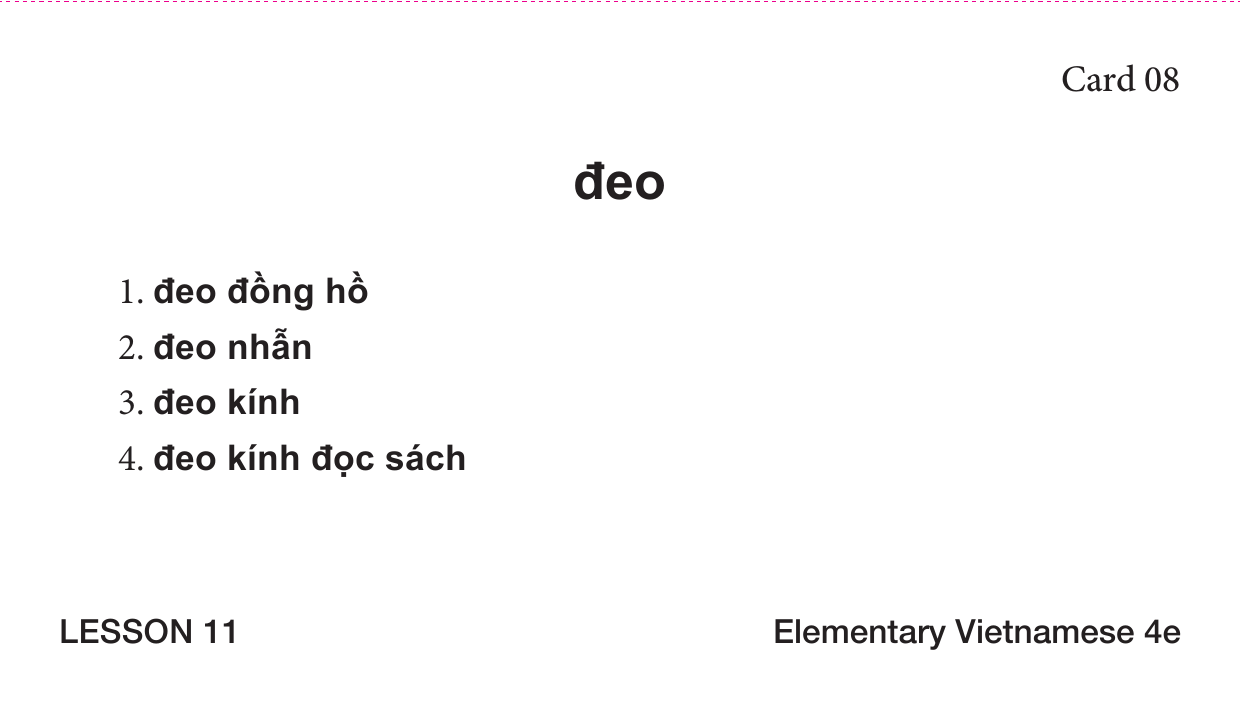 Card 08
đeo
1. đeo đồng hồ
2. đeo nhẫn
3. đeo kính
4. đeo kính đọc sách
LESSON 11
Elementary Vietnamese 4e